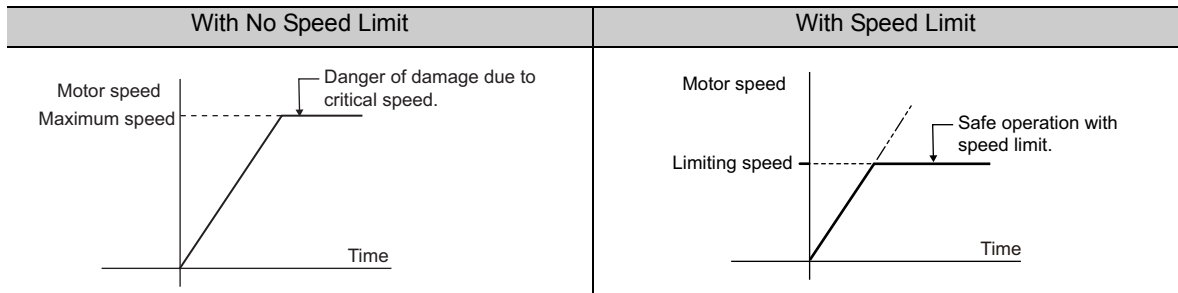 With No Speed Limit
With Speed Limit
Motor speed
Maximum speed
Danger of damage due to
critical speed.
Time
Motor speed
Limiting speed
Safe operation with
speed limit.
Time